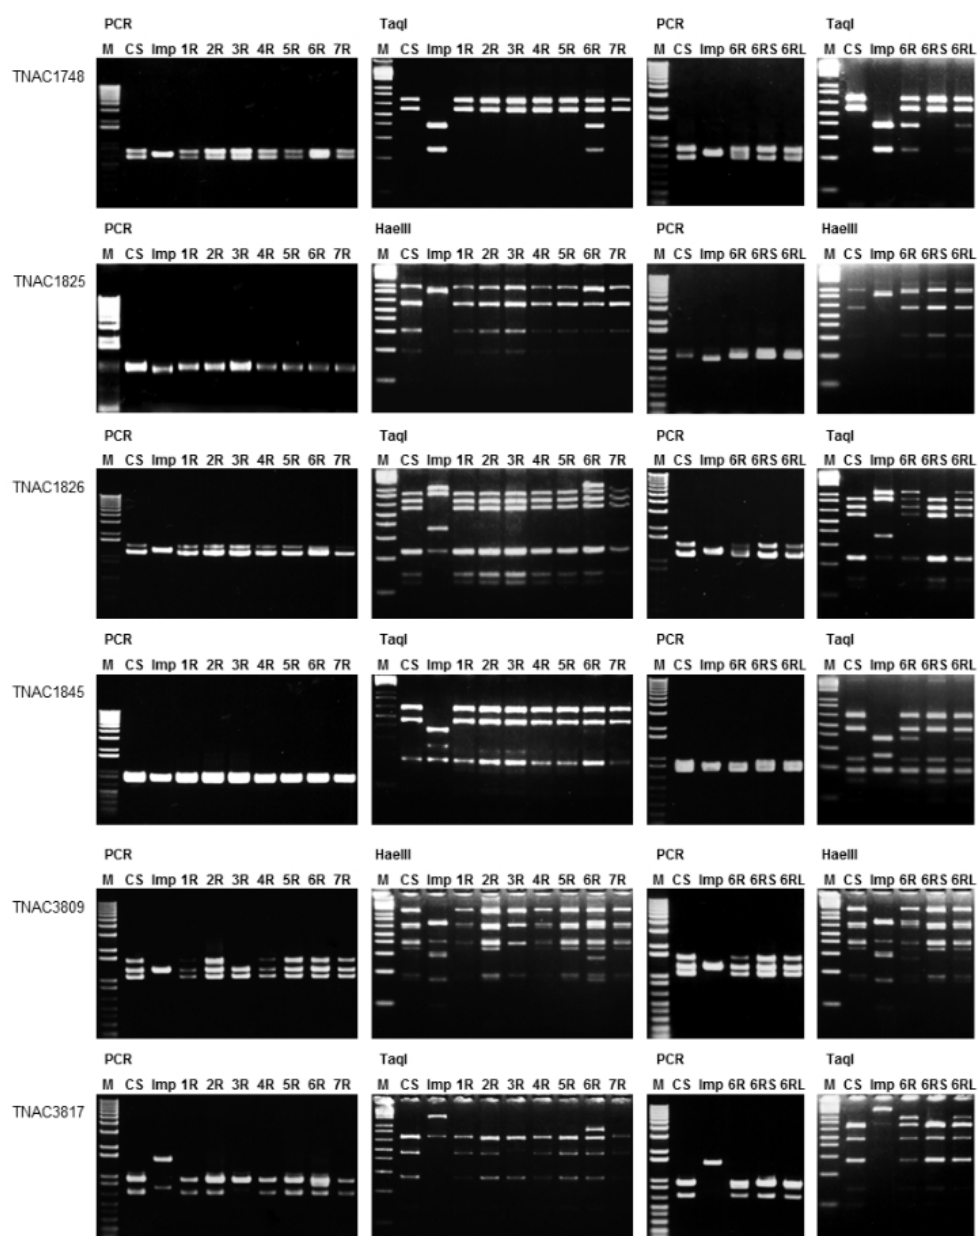 PCR TaqI PCR TaqI
M CS Imp 1R 2R 3R 4R 5R 6R 7R M CS Imp 1R 2R 3R 4R 5R 6R 7R M CS Imp 6R 6RS 6RL M CS Imp 6R 6RS 6RL
TNAC1748
PCR HaeIII PCR HaeIII
M CS Imp 1R 2R 3R 4R 5R 6R 7R M CS Imp 1R 2R 3R 4R 5R 6R 7R M CS Imp 6R 6RS 6RL M CS Imp 6R 6RS 6RL
TNAC1825
PCR TaqI PCR TaqI
M CS Imp 1R 2R 3R 4R 5R 6R 7R M CS Imp 1R 2R 3R 4R 5R 6R 7R M CS Imp 6R 6RS 6RL M CS Imp 6R 6RS 6RL
TNAC1826
PCR TaqI PCR TaqI
M CS Imp 1R 2R 3R 4R 5R 6R 7R M CS Imp 1R 2R 3R 4R 5R 6R 7R M CS Imp 6R 6RS 6RL M CS Imp 6R 6RS 6RL
TNAC1845
PCR HaeIII PCR HaeIII
M CS Imp 1R 2R 3R 4R 5R 6R 7R M CS Imp 1R 2R 3R 4R 5R 6R 7R M CS Imp 6R 6RS 6RL M CS Imp 6R 6RS 6RL
TNAC3809
PCR TaqI PCR TaqI
M CS Imp 1R 2R 3R 4R 5R 6R 7R M CS Imp 1R 2R 3R 4R 5R 6R 7R M CS Imp 6R 6RS 6RL M CS Imp 6R 6RS 6RL
TNAC3817